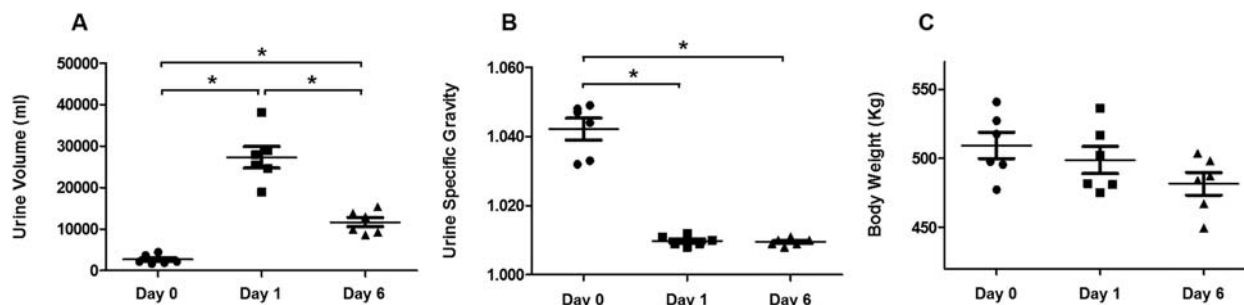 A
Urine Volume (ml)
50000
40000
30000
20000
10000
0
*
*
*
Day 0 Day 1 Day 6
B
Urine Specific Gravity
1.060
1.040
1.020
1.000
*
*
Day 0 Day 1 Day 6
C
Body Weight (Kg)
550
500
450
Day 0 Day 1 Day 6